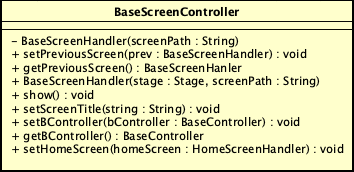 BaseScreenController
– BaseScreenHandler(screenPath : String)
+ setPreviousScreen(prev : BaseScreenHandler) : void
+ getPreviousScreen() : BaseScreenHanler
+ BaseScreenHandler(stage : Stage, screenPath : String)
+ show() : void
+ setScreenTitle(string : String) : void
+ setBController(bController : BaseController) : void
+ getBController() : BaseController
+ setHomeScreen(homeScreen : HomeScreenHandler) : void